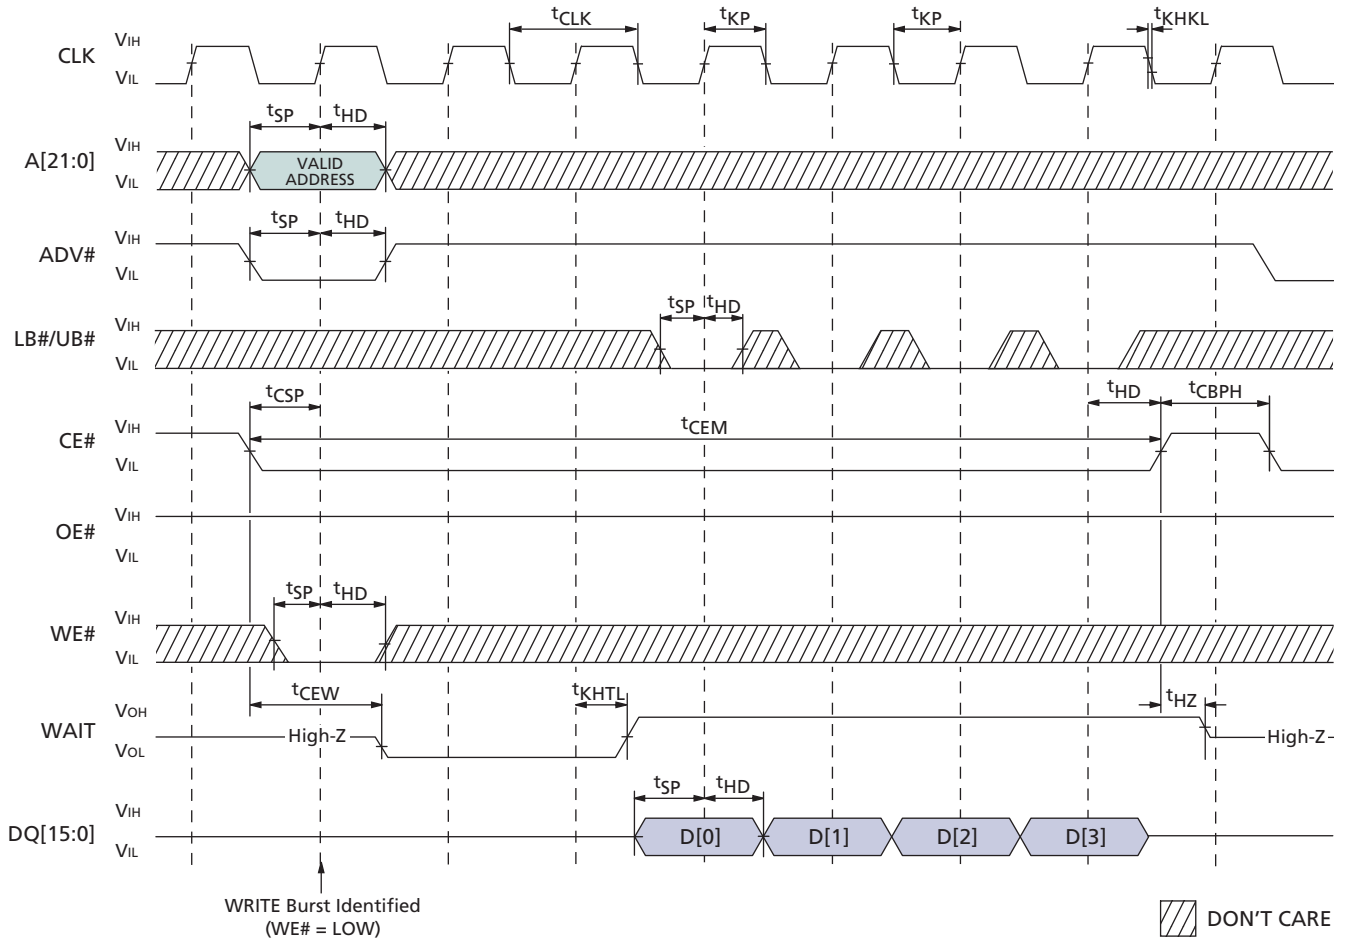 tCLK tKP tKP tKHKL
CLK VIH
VIL
tSP tHD
A[21:0] VIH
VIL
VALID
ADDRESS
tSP tHD
ADV# VIH
VIL
tSP tHD
LB#/UB# VIH
VIL
tCSP tHD tCBPH
CE# VIH
VIL
tCEM
OE# VIH
VIL
tSP tHD
WE# VIH
VIL
tCEW tKHTL tHZ
WAIT VOH
VOL
High-Z High-Z
tSP tHD
DQ[15:0] VIH
VIL
D[0] D[1] D[2] D[3]
WRITE Burst Identified
(WE# = LOW)
DON'T CARE